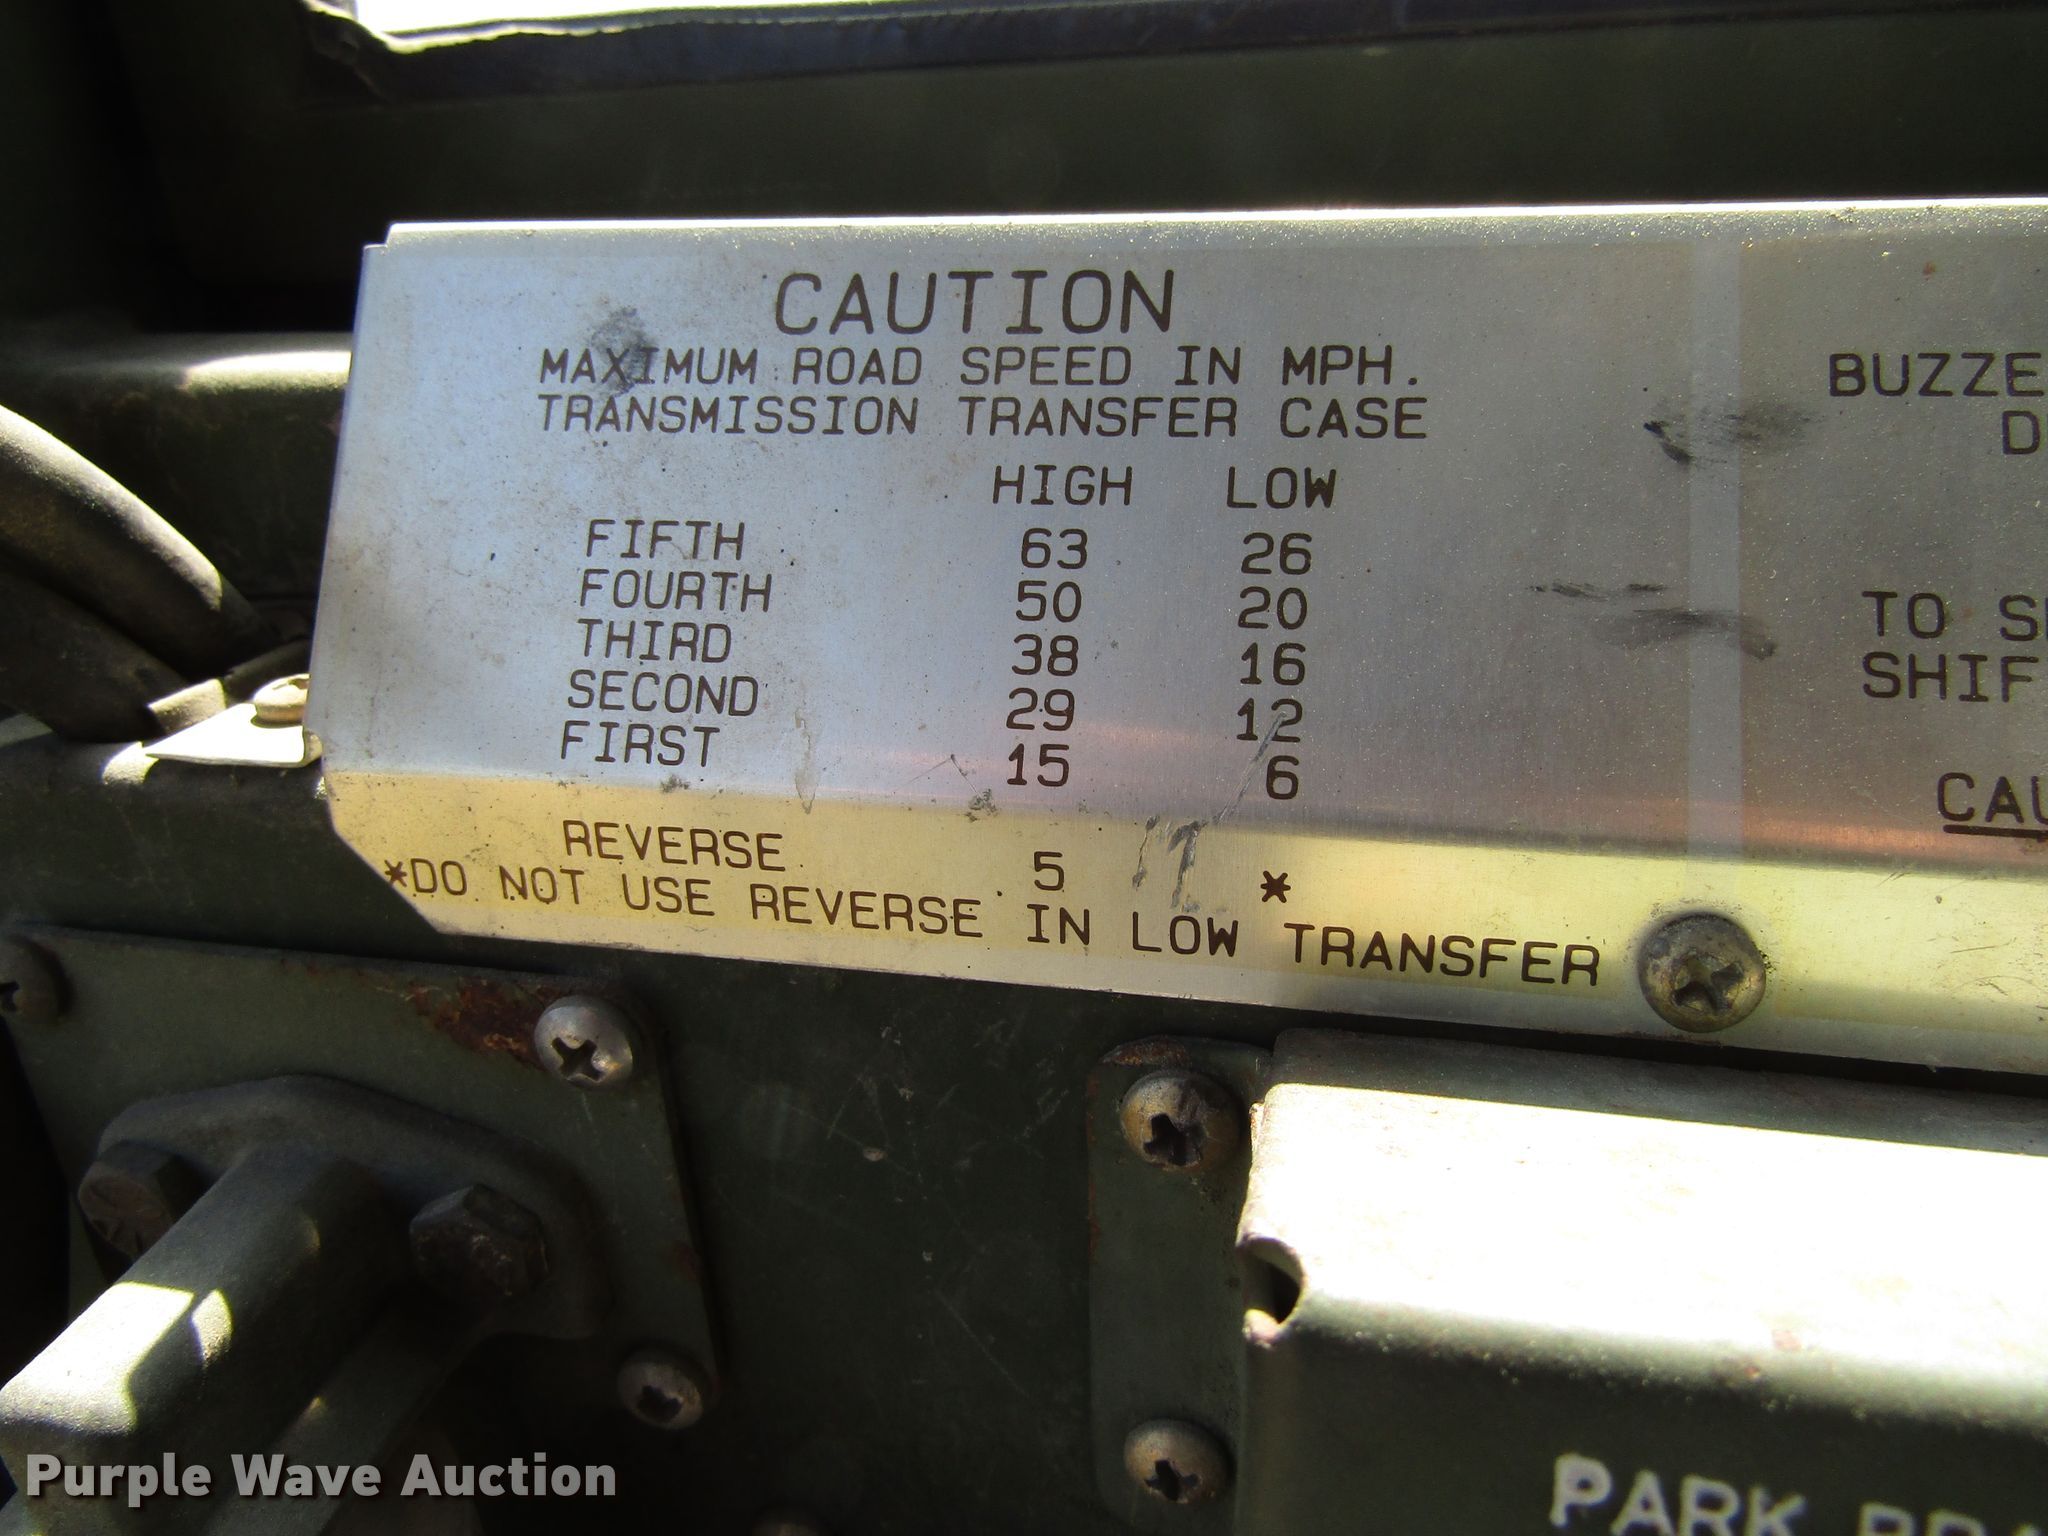 CAUTION
MAXIMUM ROAD SPEED IN MPH.
TRANSMISSION TRANSFER CASE
HIGH LOW
FIFTH 63 26
FOURTH 50 20
THIRD 38 16
SECOND 29 12
FIRST 15 6
REVERSE 5 *
*DO NOT USE REVERSE IN LOW TRANSFER
BUZZE
D
TO
SHIF
CAU
PARK
Purple Wave Auction